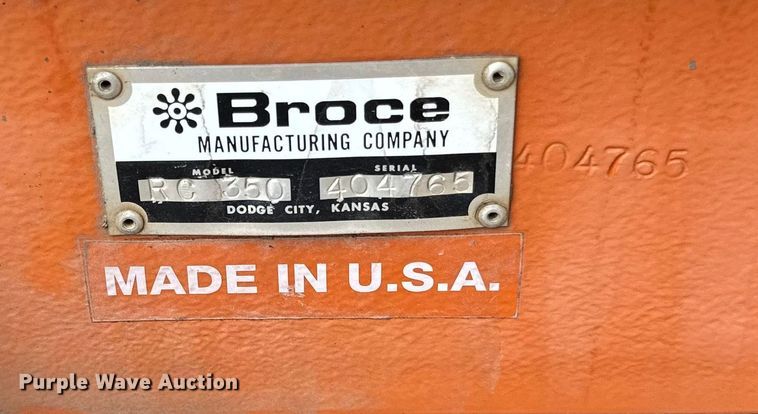 Broce
MANUFACTURING COMPANY
MODEL SERIAL
RC 350 404765
DODGE CITY, KANSAS
404765
MADE IN U.S.A.
Purple Wave Auction